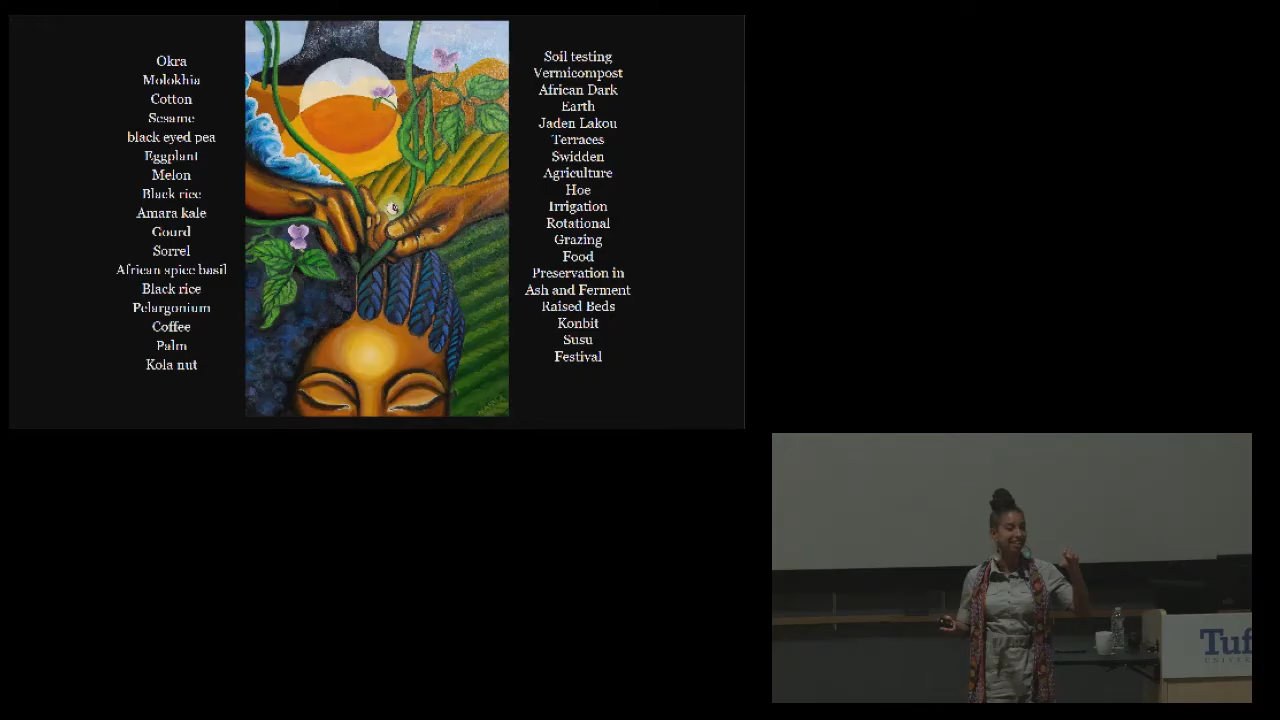 Okra
Molokhia
Cotton
Sesame
black eyed pea
Eggplant
Melon
Black rice
Amara kale
Gourd
Sorrel
African spice basil
Black rice
Pelargonium
Coffee
Palm
Kola nut
Soil testing
Vermicompost
African Dark
Earth
Jaden Lakou
Terraces
Swidden
Agriculture
Hoe
Irrigation
Rotational
Grazing
Food
Preservation in
Ash and Ferment
Raised Beds
Konbit
Susu
Festival
Tuf
UNIVER